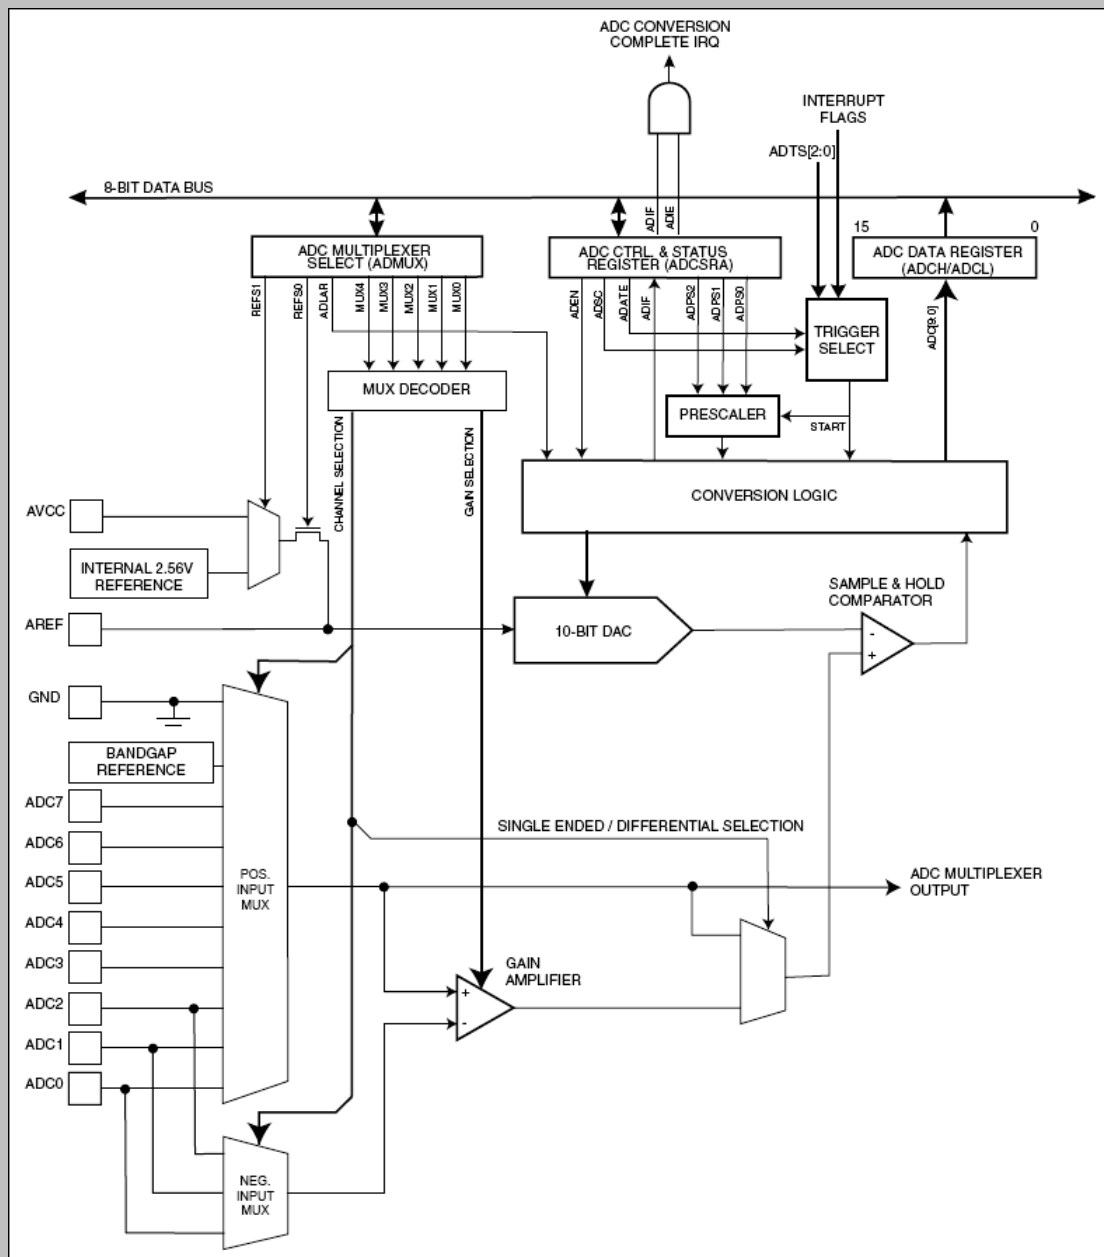 ADC CONVERSION
COMPLETE IRQ
INTERRUPT
FLAGS
ADTS[2:0]
8-BIT DATA BUS
ADIF
ADIE
15
0
ADC MULTIPLEXER
SELECT (ADMUX)
ADC CTRL. & STATUS
REGISTER (ADCSRA)
ADC DATA REGISTER
(ADCH/ADCL)
REFS1
REFS0
ADLAR
MUX4
MUX3
MUX2
MUX1
MUX0
ADEN
ADSC
ADATE
ADIF
ADPS2
ADPS1
ADPS0
ADC[9:0]
TRIGGER
SELECT
MUX DECODER
PRESCALER
START
CHANNEL SELECTION
GAIN SELECTION
CONVERSION LOGIC
AVCC
INTERNAL 2.56V
REFERENCE
SAMPLE & HOLD
COMPARATOR
AREF
10-BIT DAC
-
+
GND
BANDGAP
REFERENCE
ADC7
SINGLE ENDED / DIFFERENTIAL SELECTION
ADC6
ADC5
POS.
INPUT
MUX
ADC MULTIPLEXER
OUTPUT
ADC4
ADC3
GAIN
AMPLIFIER
+
-
ADC2
ADC1
ADC0
NEG.
INPUT
MUX